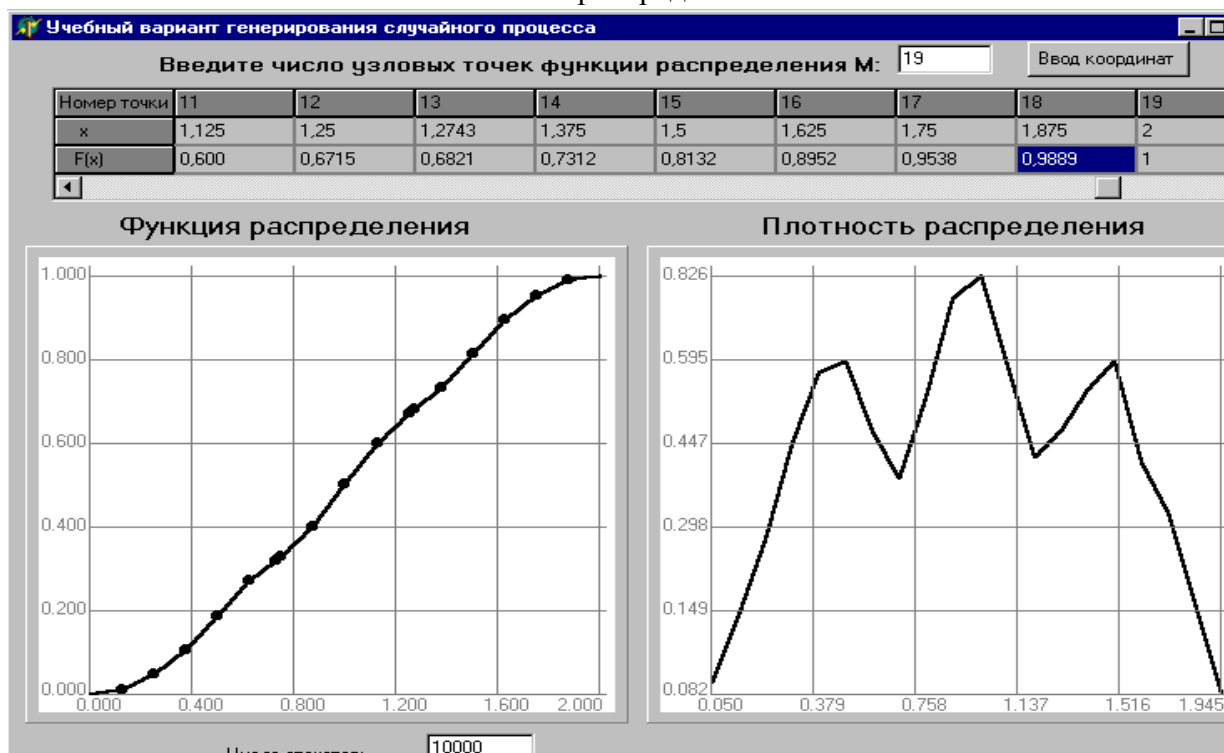 Учебный вариант генерирования случайного процесса
Введите число узловых точек функции распределения M: 19 Ввод координат
Номер точки 11 12 13 14 15 16 17 18 19
x 1,125 1,25 1,2743 1,375 1,5 1,625 1,75 1,875 2
F(x) 0,600 0,6715 0,6821 0,7312 0,8132 0,8952 0,9538 0,9889 1
Функция распределения
1.000
0.800
0.600
0.400
0.200
0.000
0.000 0.400 0.800 1.200 1.600 2.000
Плотность распределения
0.826
0.595
0.447
0.298
0.149
0.082
0.050 0.379 0.758 1.137 1.516 1.945
10000